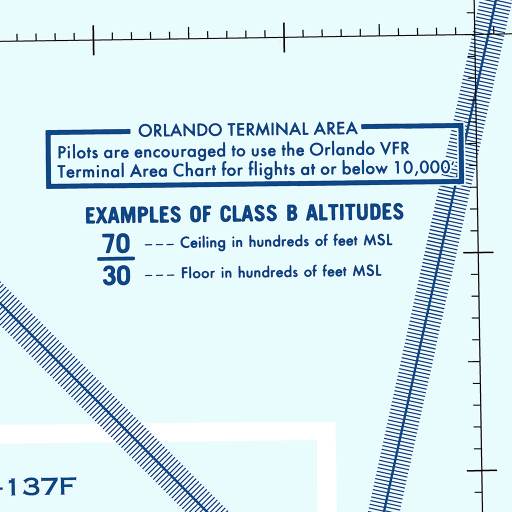 ORLANDO TERMINAL AREA
Pilots are encouraged to use the Orlando VFR
Terminal Area Chart for flights at or below 10,000'.
EXAMPLES OF CLASS B ALTITUDES
70 --- Ceiling in hundreds of feet MSL
30 --- Floor in hundreds of feet MSL
-137F